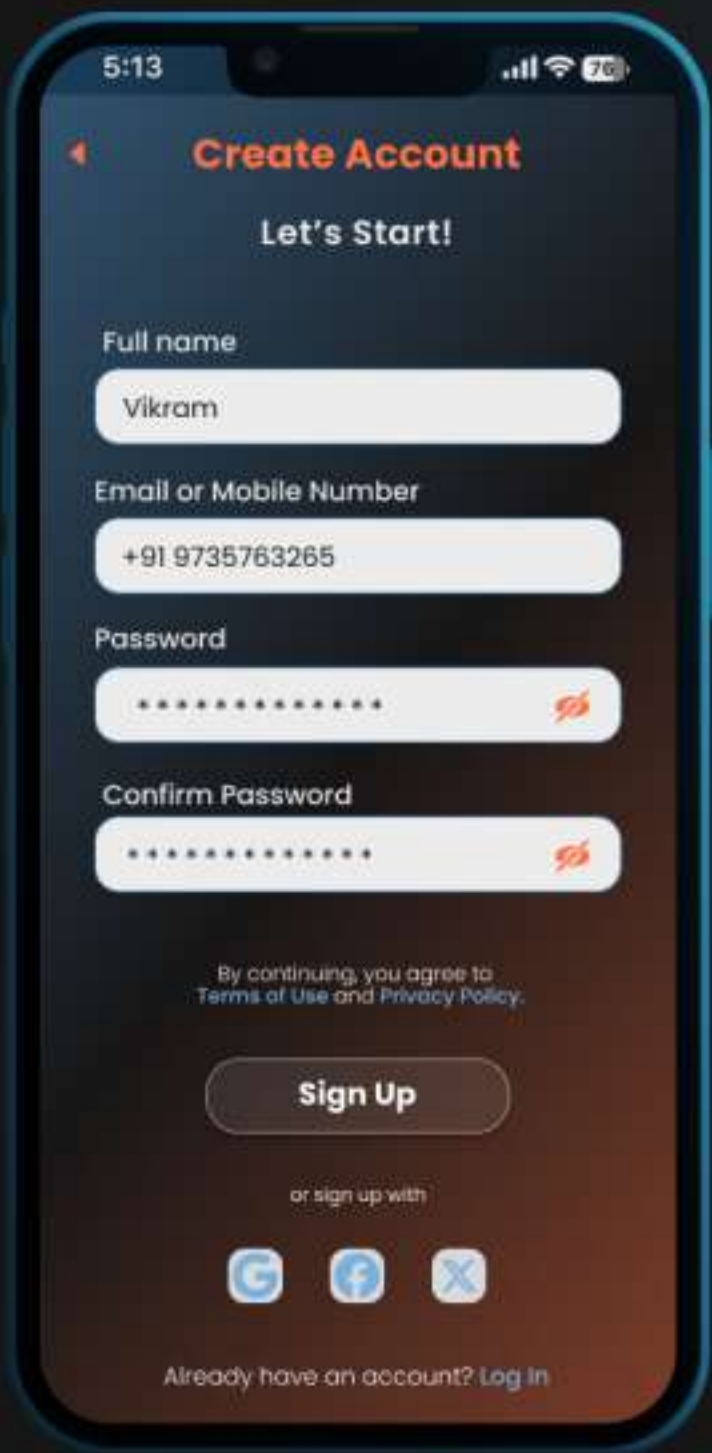 5:13
Create Account
Let's Start!
Full name
Vikram
Email or Mobile Number
+91 9735763265
Password
*************
Confirm Password
*************
By continuing, you agree to
Terms of Use and Privacy Policy.
Sign Up
or sign up with
Already have an account? Log In